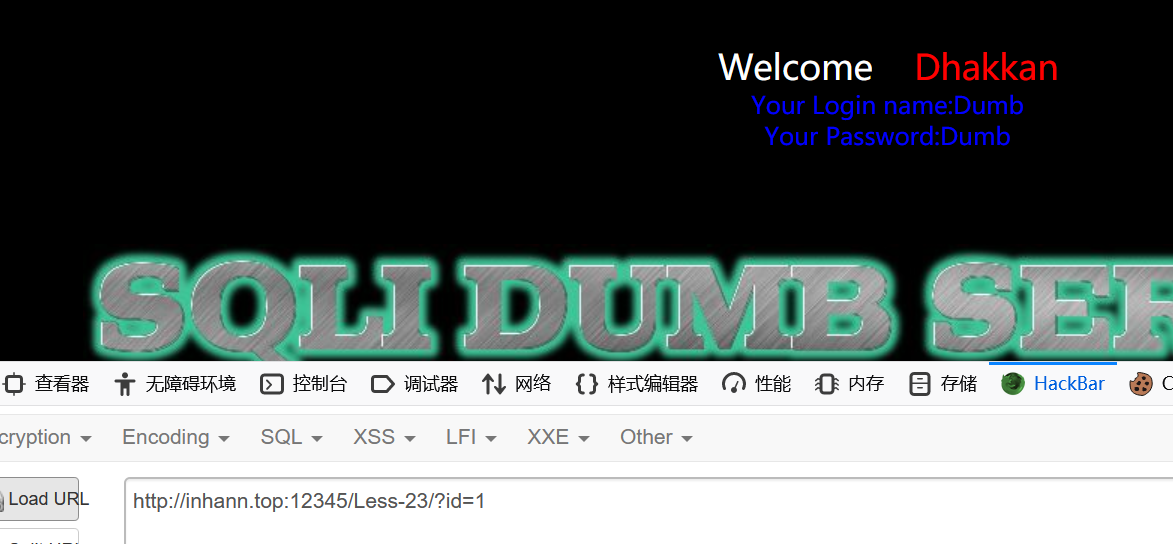 Welcome Dhakkan
Your Login name:Dumb
Your Password:Dumb
SQLI DUMB SER
查看器 无障碍环境 控制台 调试器 网络 样式编辑器 性能 内存 存储 HackBar C
cryption Encoding SQL XSS LFI XXE Other
Load URL http://inhann.top:12345/Less-23/?id=1